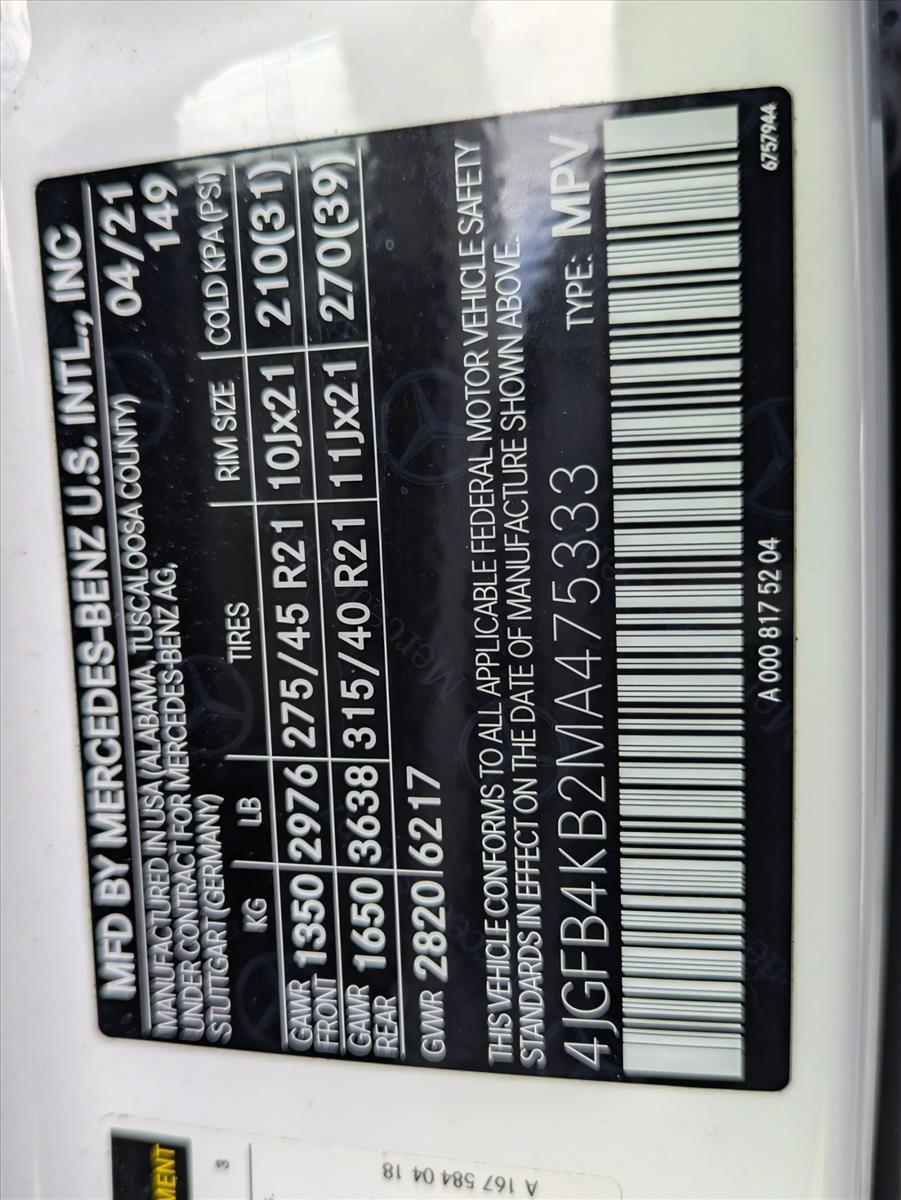 MFD BY MERCEDES-BENZ U.S. INTL., INC
MANUFACTURED IN USA (ALABAMA, TUSCALOOSA COUNTY) 04/21
UNDER CONTRACT FOR MERCEDES-BENZ AG, 149
STUTTGART (GERMANY)
KG LB TIRES RIM SIZE COLD KPA(PSI)
GAWR FRONT 1350 2976 275/45 R21 10Jx21 210(31)
GAWR REAR 1650 3638 315/40 R21 11Jx21 270(39)
GVWR 2820 6217
THIS VEHICLE CONFORMS TO ALL APPLICABLE FEDERAL MOTOR VEHICLE SAFETY
STANDARDS IN EFFECT ON THE DATE OF MANUFACTURE SHOWN ABOVE.
4JGFB4KB2MA475333 TYPE: MPV
A 000 817 52 04 6757944
MENT
3
A 167 584 04 18